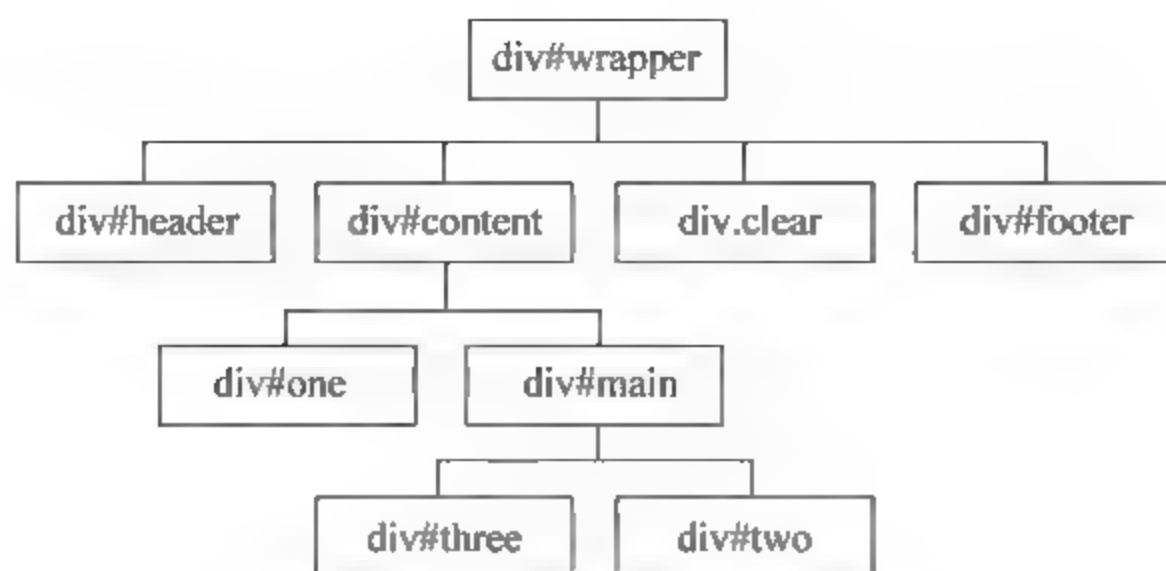 div#wrapper
div#header
div#content
div.clear
div#footer
div#one
div#main
div#three
div#two